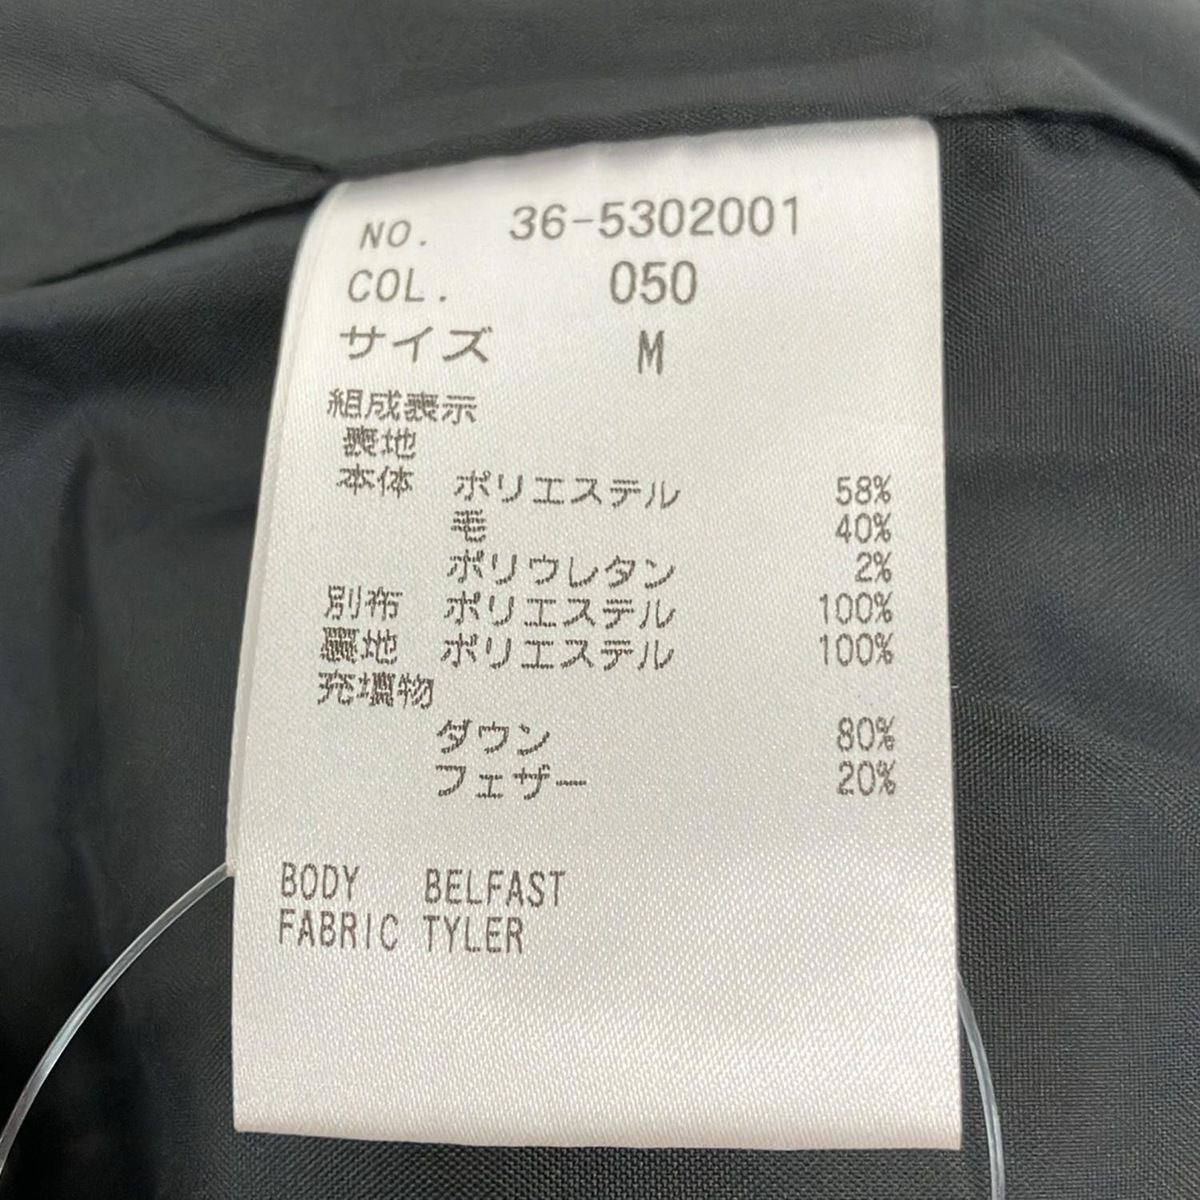 NO. 36-5302001
COL. 050
サイズ M
組成表示
表地
本体 ポリエステル 58%
毛 40%
ポリウレタン 2%
別布 ポリエステル 100%
裏地 ポリエステル 100%
充填物
ダウン 80%
フェザー 20%
BODY BELFAST
FABRIC TYLER